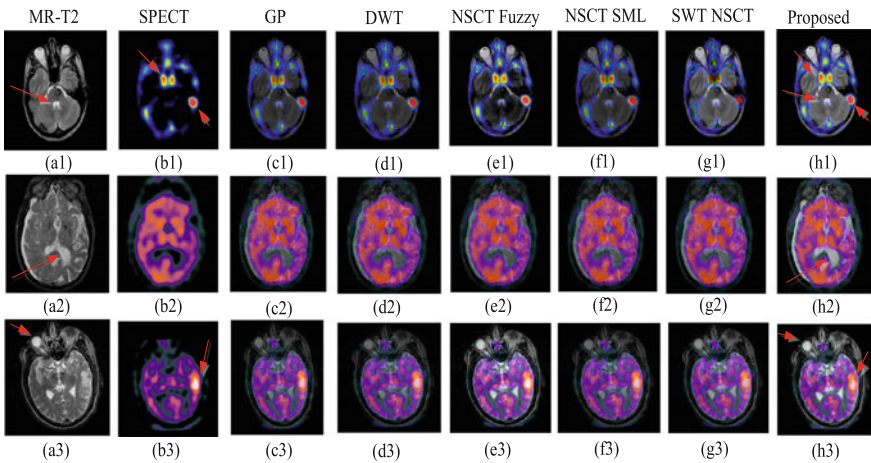 MR-T2 SPECT GP DWT NSCT Fuzzy NSCT SML SWT NSCT Proposed
(a1) (b1) (c1) (d1) (e1) (f1) (g1) (h1)
(a2) (b2) (c2) (d2) (e2) (f2) (g2) (h2)
(a3) (b3) (c3) (d3) (e3) (f3) (g3) (h3)